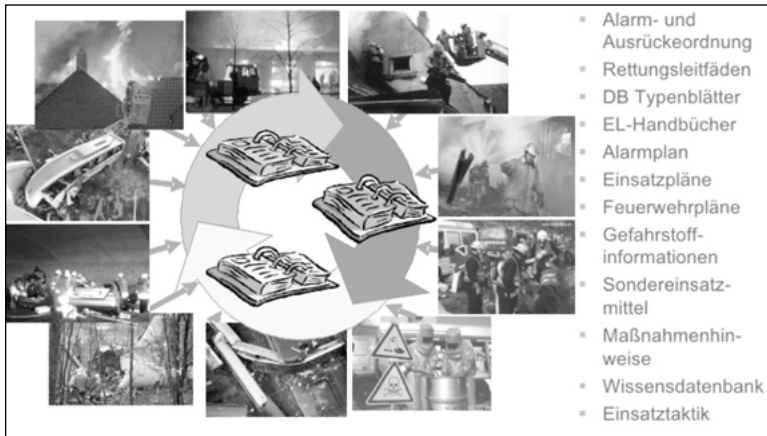 Alarm- und
Ausrückeordnung
Rettungsleitfäden
DB Typenblätter
EL-Handbücher
Alarmplan
Einsatzpläne
Feuerwehrpläne
Gefahrstoff-
informationen
Sondereinsatz-
mittel
Maßnahmenhin-
weise
Wissensdatenbank
Einsatztaktik